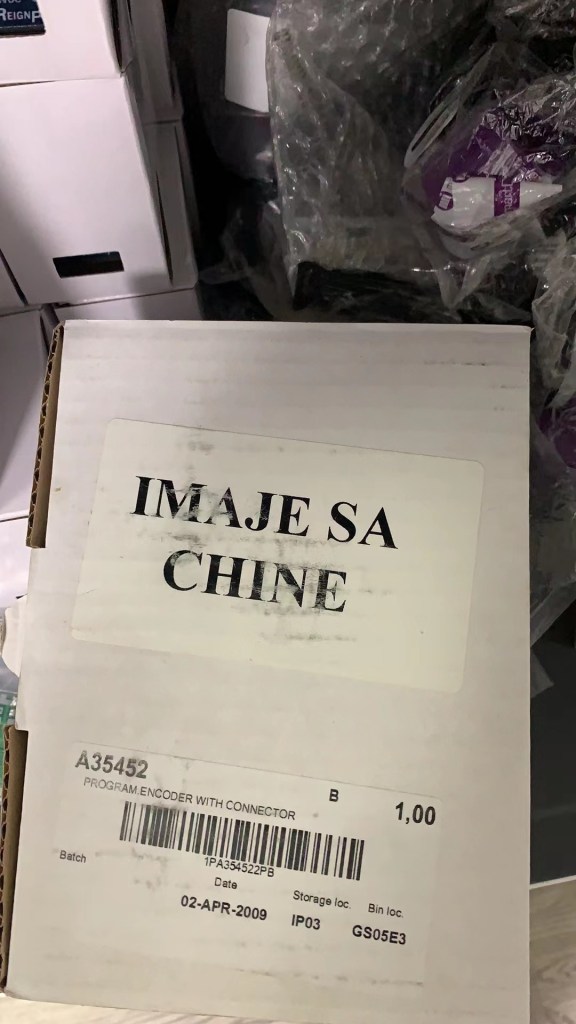 REIGNP
IMAJE SA
CHINE
A35452
PROGRAM.ENCODER WITH CONNECTOR
B
1,00
1PA354522PB
Batch
Date
Storage loc.
Bin loc.
02-APR-2009
IP03
GS05E3